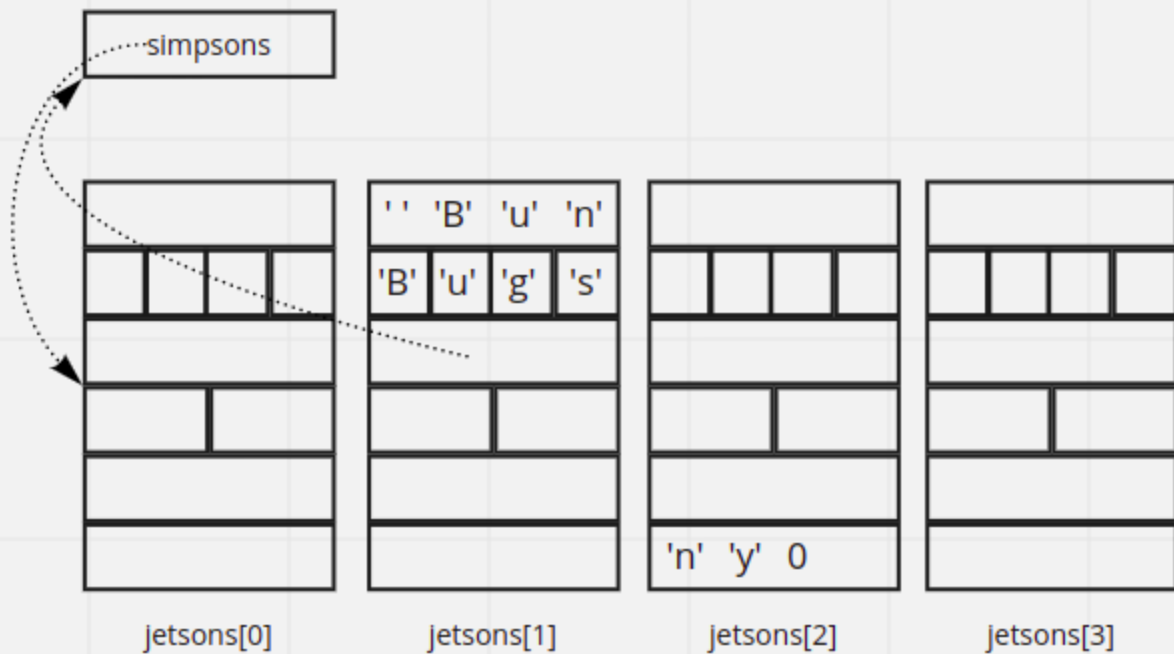 simpsons
' ' 'B' 'u' 'n'
'B' 'u' 'g' 's'
'n' 'y' 0
jetsons[0] jetsons[1] jetsons[2] jetsons[3]